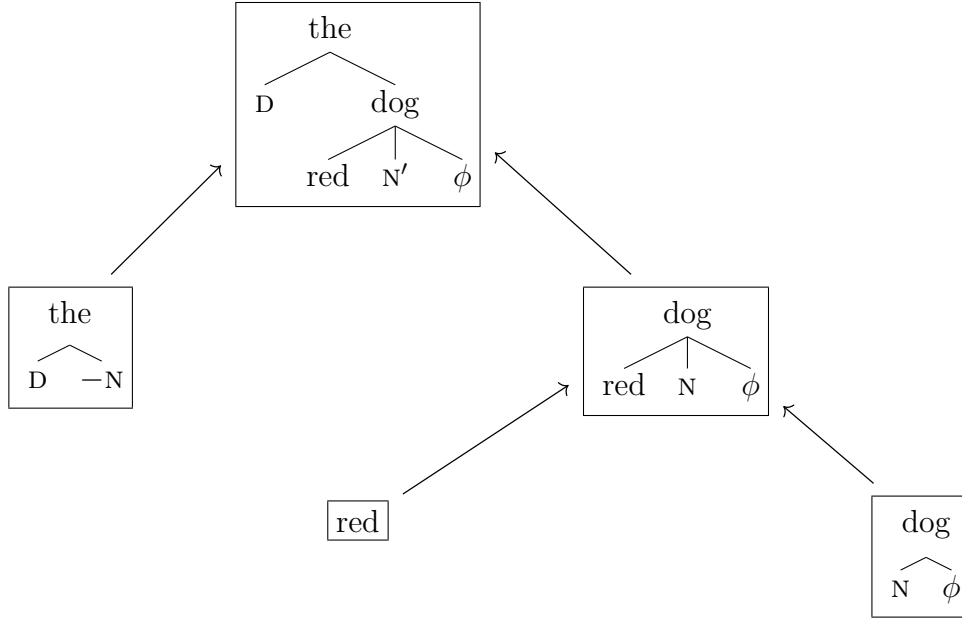 the
D dog
red N′ ϕ
the
D −N
dog
red N ϕ
red
dog
N ϕ